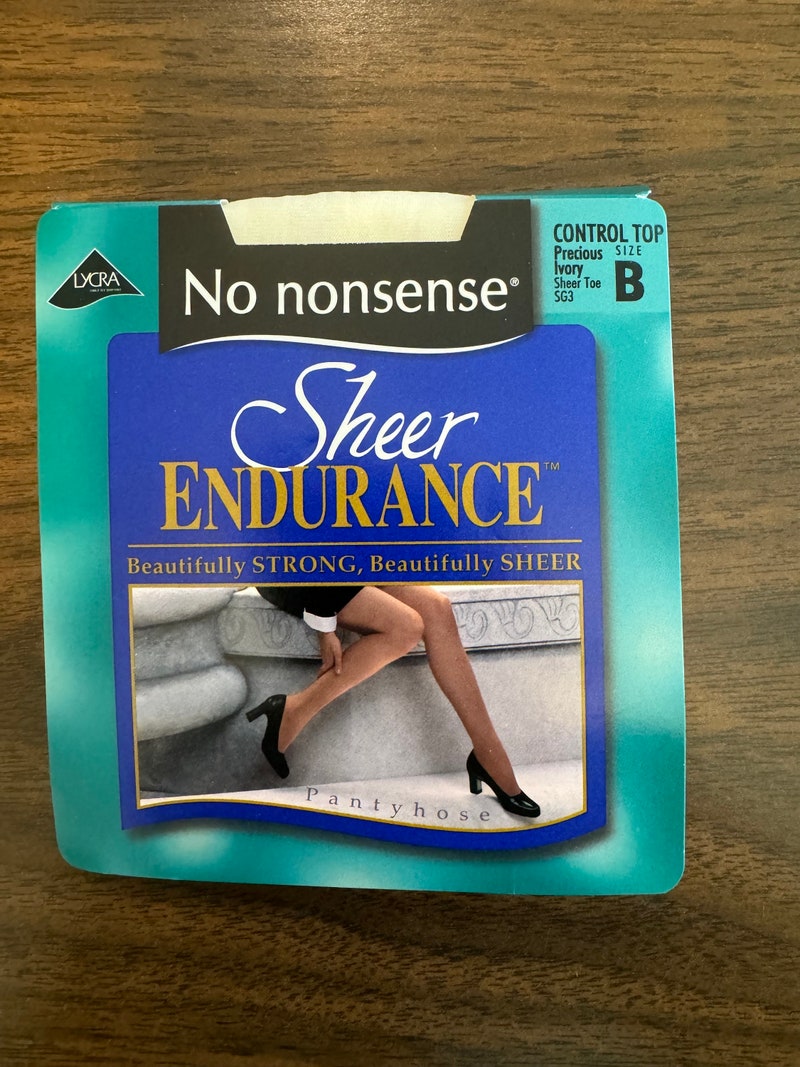 LYCRA
No nonsense®
CONTROL TOP
Precious
Ivory
Sheer Toe
SG3
SIZE
B
Sheer
ENDURANCE™
Beautifully STRONG, Beautifully SHEER
Pantyhose